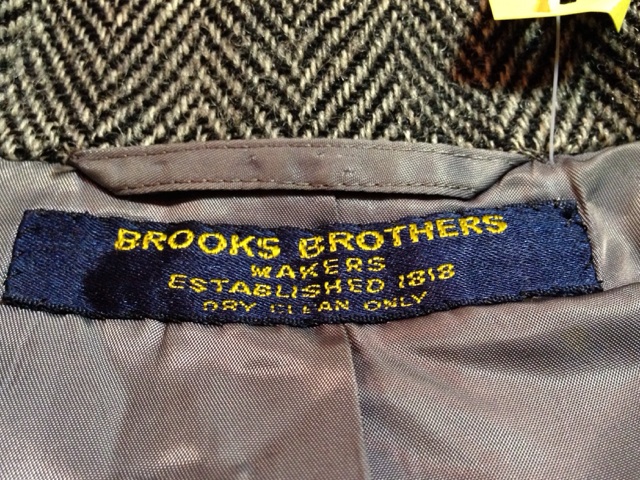 BROOKS BROTHERS
MAKERS
ESTABLISHED 1818
DRY CLEAN ONLY